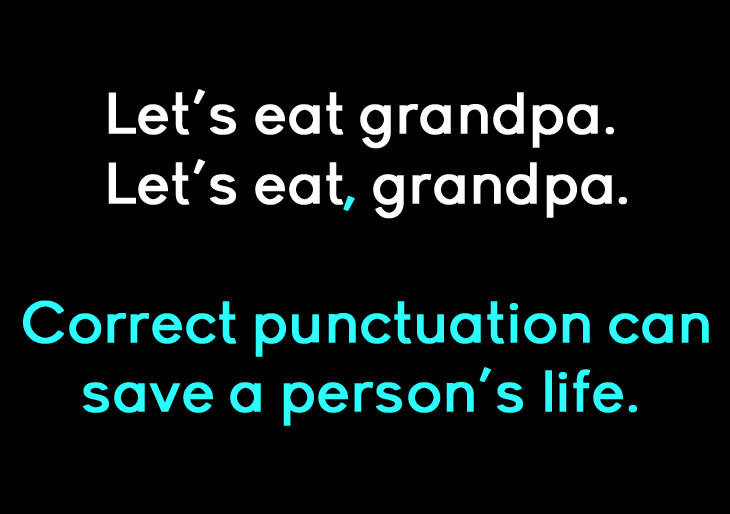 Let's eat grandpa.
Let's eat, grandpa.
Correct punctuation can
save a person's life.